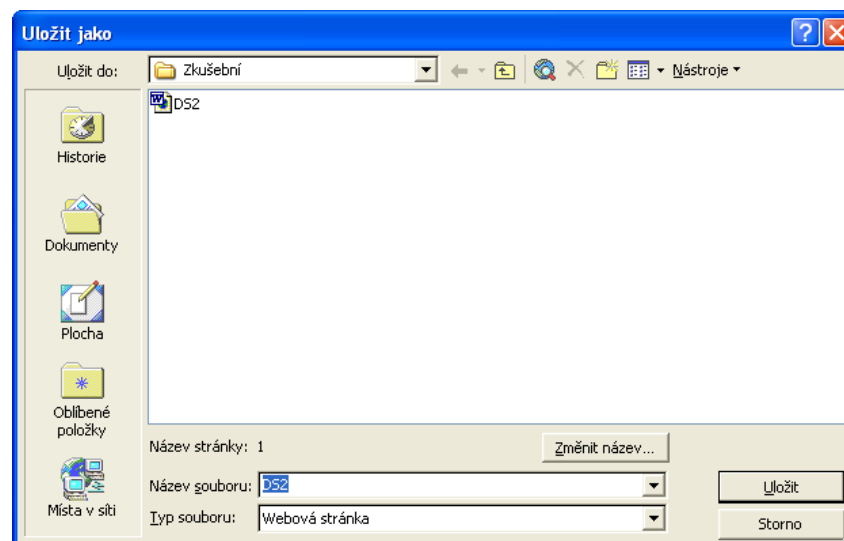 Uložit jako
Uložit do:
Zkušební
Nástroje
DS2
Historie
Dokumenty
Plocha
Oblíbené
položky
Místa v síti
Název stránky: 1
Změnit název...
Název souboru: DS2
Uložit
Typ souboru: Webová stránka
Storno